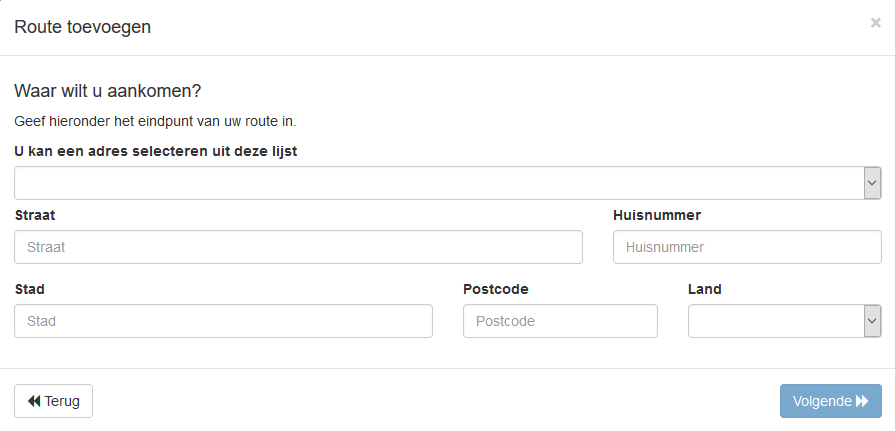 Route toevoegen
×
Waar wilt u aankomen?
Geef hieronder het eindpunt van uw route in.
U kan een adres selecteren uit deze lijst
Straat Huisnummer
Straat Huisnummer
Stad Postcode Land
Stad Postcode
Terug Volgende